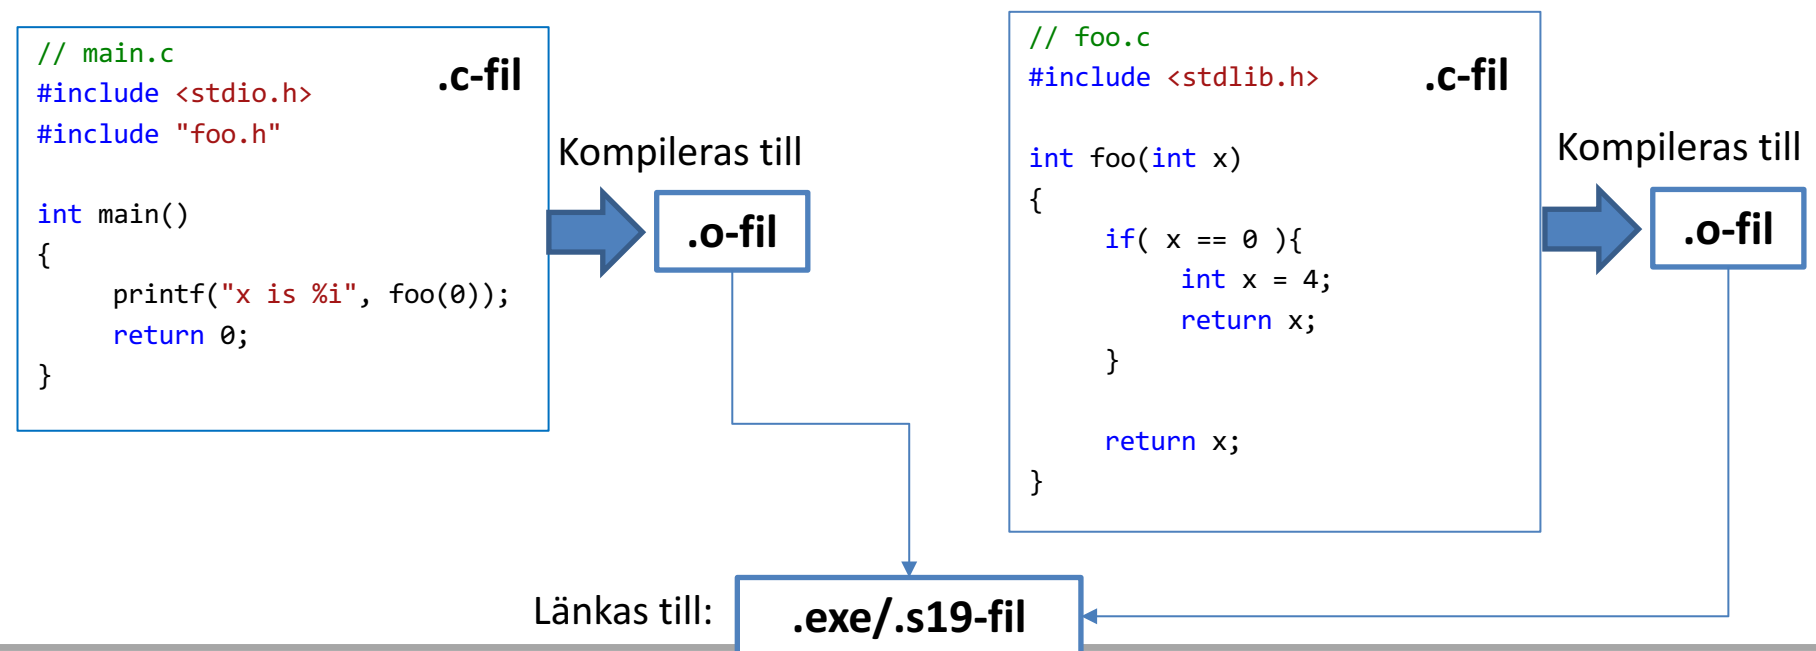 // main.c
.c-fil
#include <stdio.h>
#include "foo.h"
int main()
{
printf("x is %i", foo(0));
return 0;
}
Kompileras till
.o-fil
// foo.c
#include <stdlib.h>
.c-fil
int foo(int x)
{
if( x == 0 ){
int x = 4;
return x;
}
return x;
}
Kompileras till
.o-fil
Länkas till:
.exe/.s19-fil